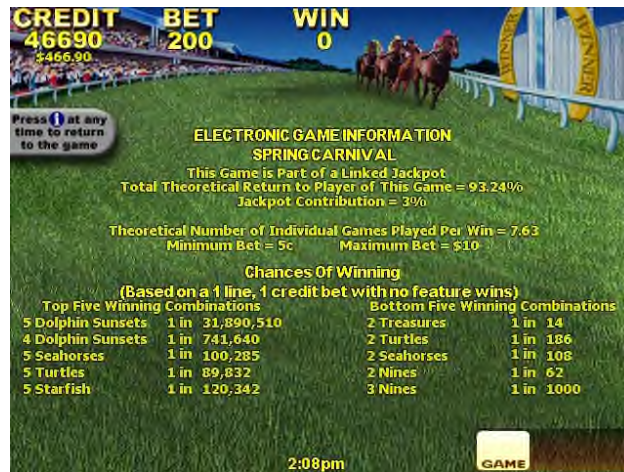 CREDIT BET WIN
46690 200 0
$466.90
WINNER
WINNER
Press i at any
time to return
to the game
ELECTRONIC GAME INFORMATION
SPRING CARNIVAL
This Game is Part of a Linked Jackpot
Total Theoretical Return to Player of This Game = 93.24%
Jackpot Contribution = 3%
Theoretical Number of Individual Games Played Per Win = 7.63
Minimum Bet = 5c Maximum Bet = $10
Chances Of Winning
(Based on a 1 line, 1 credit bet with no feature wins)
Top Five Winning Combinations Bottom Five Winning Combinations
5 Dolphin Sunsets 1 in 31,890,510 2 Treasures 1 in 14
4 Dolphin Sunsets 1 in 741,640 2 Turtles 1 in 186
5 Seahorses 1 in 100,285 2 Seahorses 1 in 108
5 Turtles 1 in 89,832 2 Nines 1 in 62
5 Starfish 1 in 120,342 3 Nines 1 in 1000
2:08pm
GAME